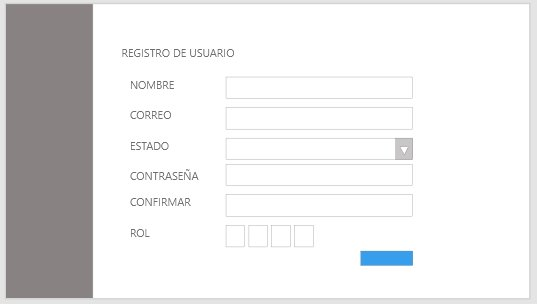 REGISTRO DE USUARIO
NOMBRE
CORREO
ESTADO
CONTRASEÑA
CONFIRMAR
ROL